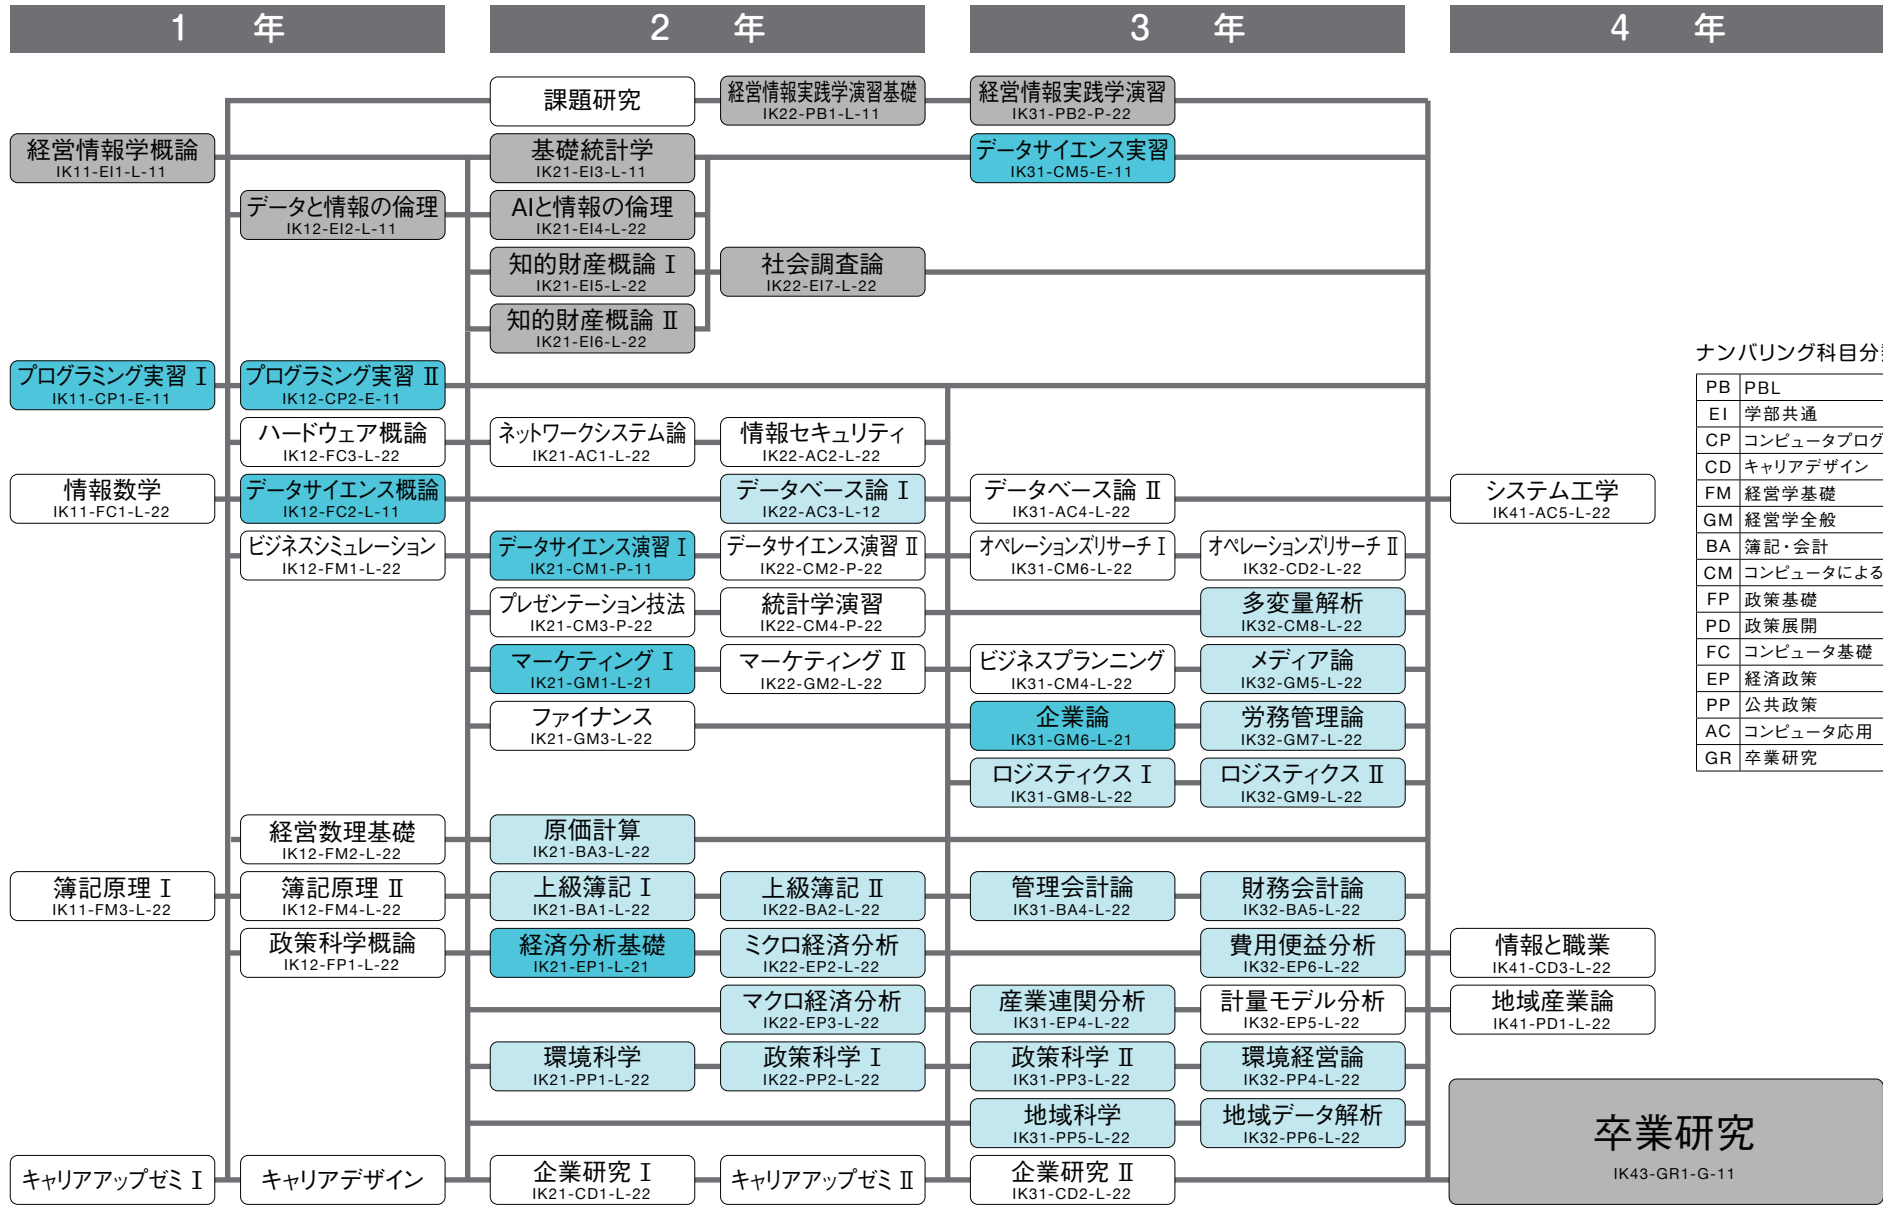 1 年
2 年
3 年
4 年
課題研究
経営情報実践学演習基礎
IK22-PB1-L-11
経営情報実践学演習
IK31-PB2-P-22
経営情報学概論
IK11-EI1-L-11
基礎統計学
IK21-EI3-L-11
データサイエンス実習
IK31-CM5-E-11
データと情報の倫理
IK12-EI2-L-11
AIと情報の倫理
IK21-EI4-L-22
知的財産概論 Ⅰ
IK21-EI5-L-22
社会調査論
IK22-EI7-L-22
知的財産概論 Ⅱ
IK21-EI6-L-22
プログラミング実習 Ⅰ
IK11-CP1-E-11
プログラミング実習 Ⅱ
IK12-CP2-E-11
ハードウェア概論
IK12-FC3-L-22
ネットワークシステム論
IK21-AC1-L-22
情報セキュリティ
IK22-AC2-L-22
情報数学
IK11-FC1-L-22
データサイエンス概論
IK12-FC2-L-11
データベース論 Ⅰ
IK22-AC3-L-12
データベース論 Ⅱ
IK31-AC4-L-22
システム工学
IK41-AC5-L-22
ビジネスシミュレーション
IK12-FM1-L-22
データサイエンス演習 Ⅰ
IK21-CM1-P-11
データサイエンス演習 Ⅱ
IK22-CM2-P-22
オペレーションズリサーチ Ⅰ
IK31-CM6-L-22
オペレーションズリサーチ Ⅱ
IK32-CD2-L-22
プレゼンテーション技法
IK21-CM3-P-22
統計学演習
IK22-CM4-P-22
多変量解析
IK32-CM8-L-22
マーケティング Ⅰ
IK21-GM1-L-21
マーケティング Ⅱ
IK22-GM2-L-22
ビジネスプランニング
IK31-CM4-L-22
メディア論
IK32-GM5-L-22
ファイナンス
IK21-GM3-L-22
企業論
IK31-GM6-L-21
労務管理論
IK32-GM7-L-22
ロジスティクス Ⅰ
IK31-GM8-L-22
ロジスティクス Ⅱ
IK32-GM9-L-22
経営数理基礎
IK12-FM2-L-22
原価計算
IK21-BA3-L-22
簿記原理 Ⅰ
IK11-FM3-L-22
簿記原理 Ⅱ
IK12-FM4-L-22
上級簿記 Ⅰ
IK21-BA1-L-22
上級簿記 Ⅱ
IK22-BA2-L-22
管理会計論
IK31-BA4-L-22
財務会計論
IK32-BA5-L-22
政策科学概論
IK12-FP1-L-22
経済分析基礎
IK21-EP1-L-21
ミクロ経済分析
IK22-EP2-L-22
費用便益分析
IK32-EP6-L-22
情報と職業
IK41-CD3-L-22
マクロ経済分析
IK22-EP3-L-22
産業連関分析
IK31-EP4-L-22
計量モデル分析
IK32-EP5-L-22
地域産業論
IK41-PD1-L-22
環境科学
IK21-PP1-L-22
政策科学 Ⅰ
IK22-PP2-L-22
政策科学 Ⅱ
IK31-PP3-L-22
環境経営論
IK32-PP4-L-22
地域科学
IK31-PP5-L-22
地域データ解析
IK32-PP6-L-22
キャリアアップゼミ Ⅰ
キャリアデザイン
企業研究 Ⅰ
IK21-CD1-L-22
キャリアアップゼミ Ⅱ
企業研究 Ⅱ
IK31-CD2-L-22
卒業研究
IK43-GR1-G-11
ナンバリング科目分
PB PBL
EI 学部共通
CP コンピュータプログ
CD キャリアデザイン
FM 経営学基礎
GM 経営学全般
BA 簿記・会計
CM コンピュータによる
FP 政策基礎
PD 政策展開
FC コンピュータ基礎
EP 経済政策
PP 公共政策
AC コンピュータ応用
GR 卒業研究